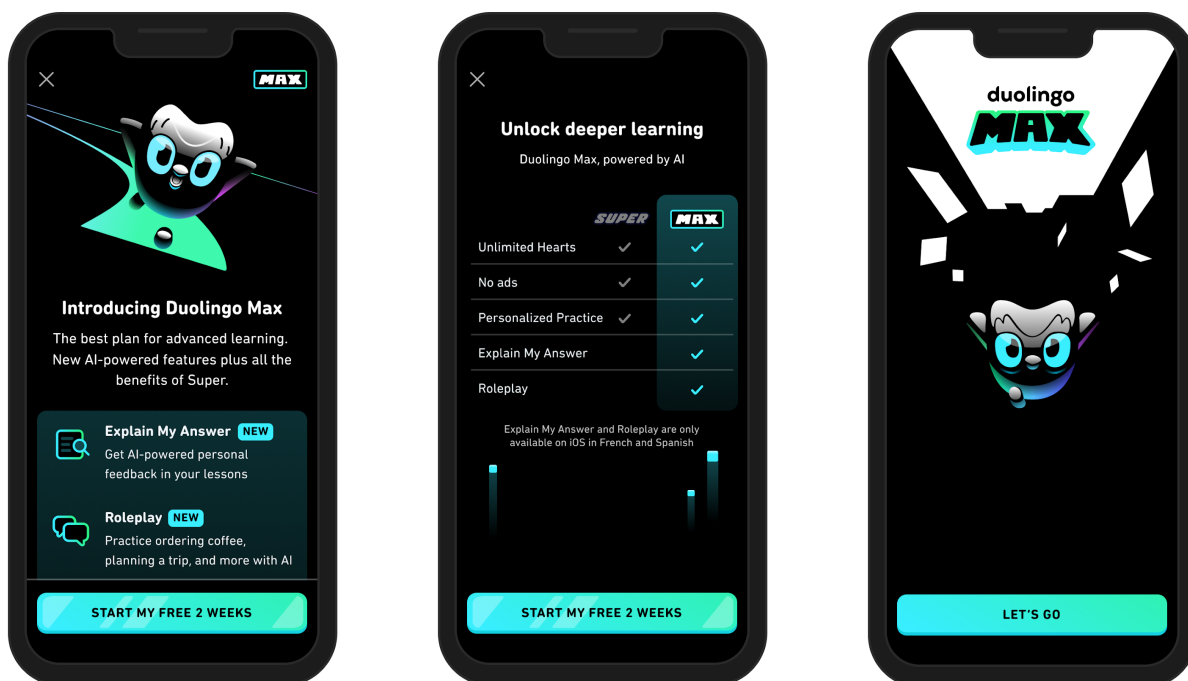 MAX
Introducing Duolingo Max
The best plan for advanced learning.
New AI-powered features plus all the
benefits of Super.
Explain My Answer NEW
Get AI-powered personal
feedback in your lessons
Roleplay NEW
Practice ordering coffee,
planning a trip, and more with AI
START MY FREE 2 WEEKS
Unlock deeper learning
Duolingo Max, powered by AI
SUPER MAX
Unlimited Hearts
No ads
Personalized Practice
Explain My Answer
Roleplay
Explain My Answer and Roleplay are only
available on iOS in French and Spanish
START MY FREE 2 WEEKS
duolingo
MAX
LET'S GO